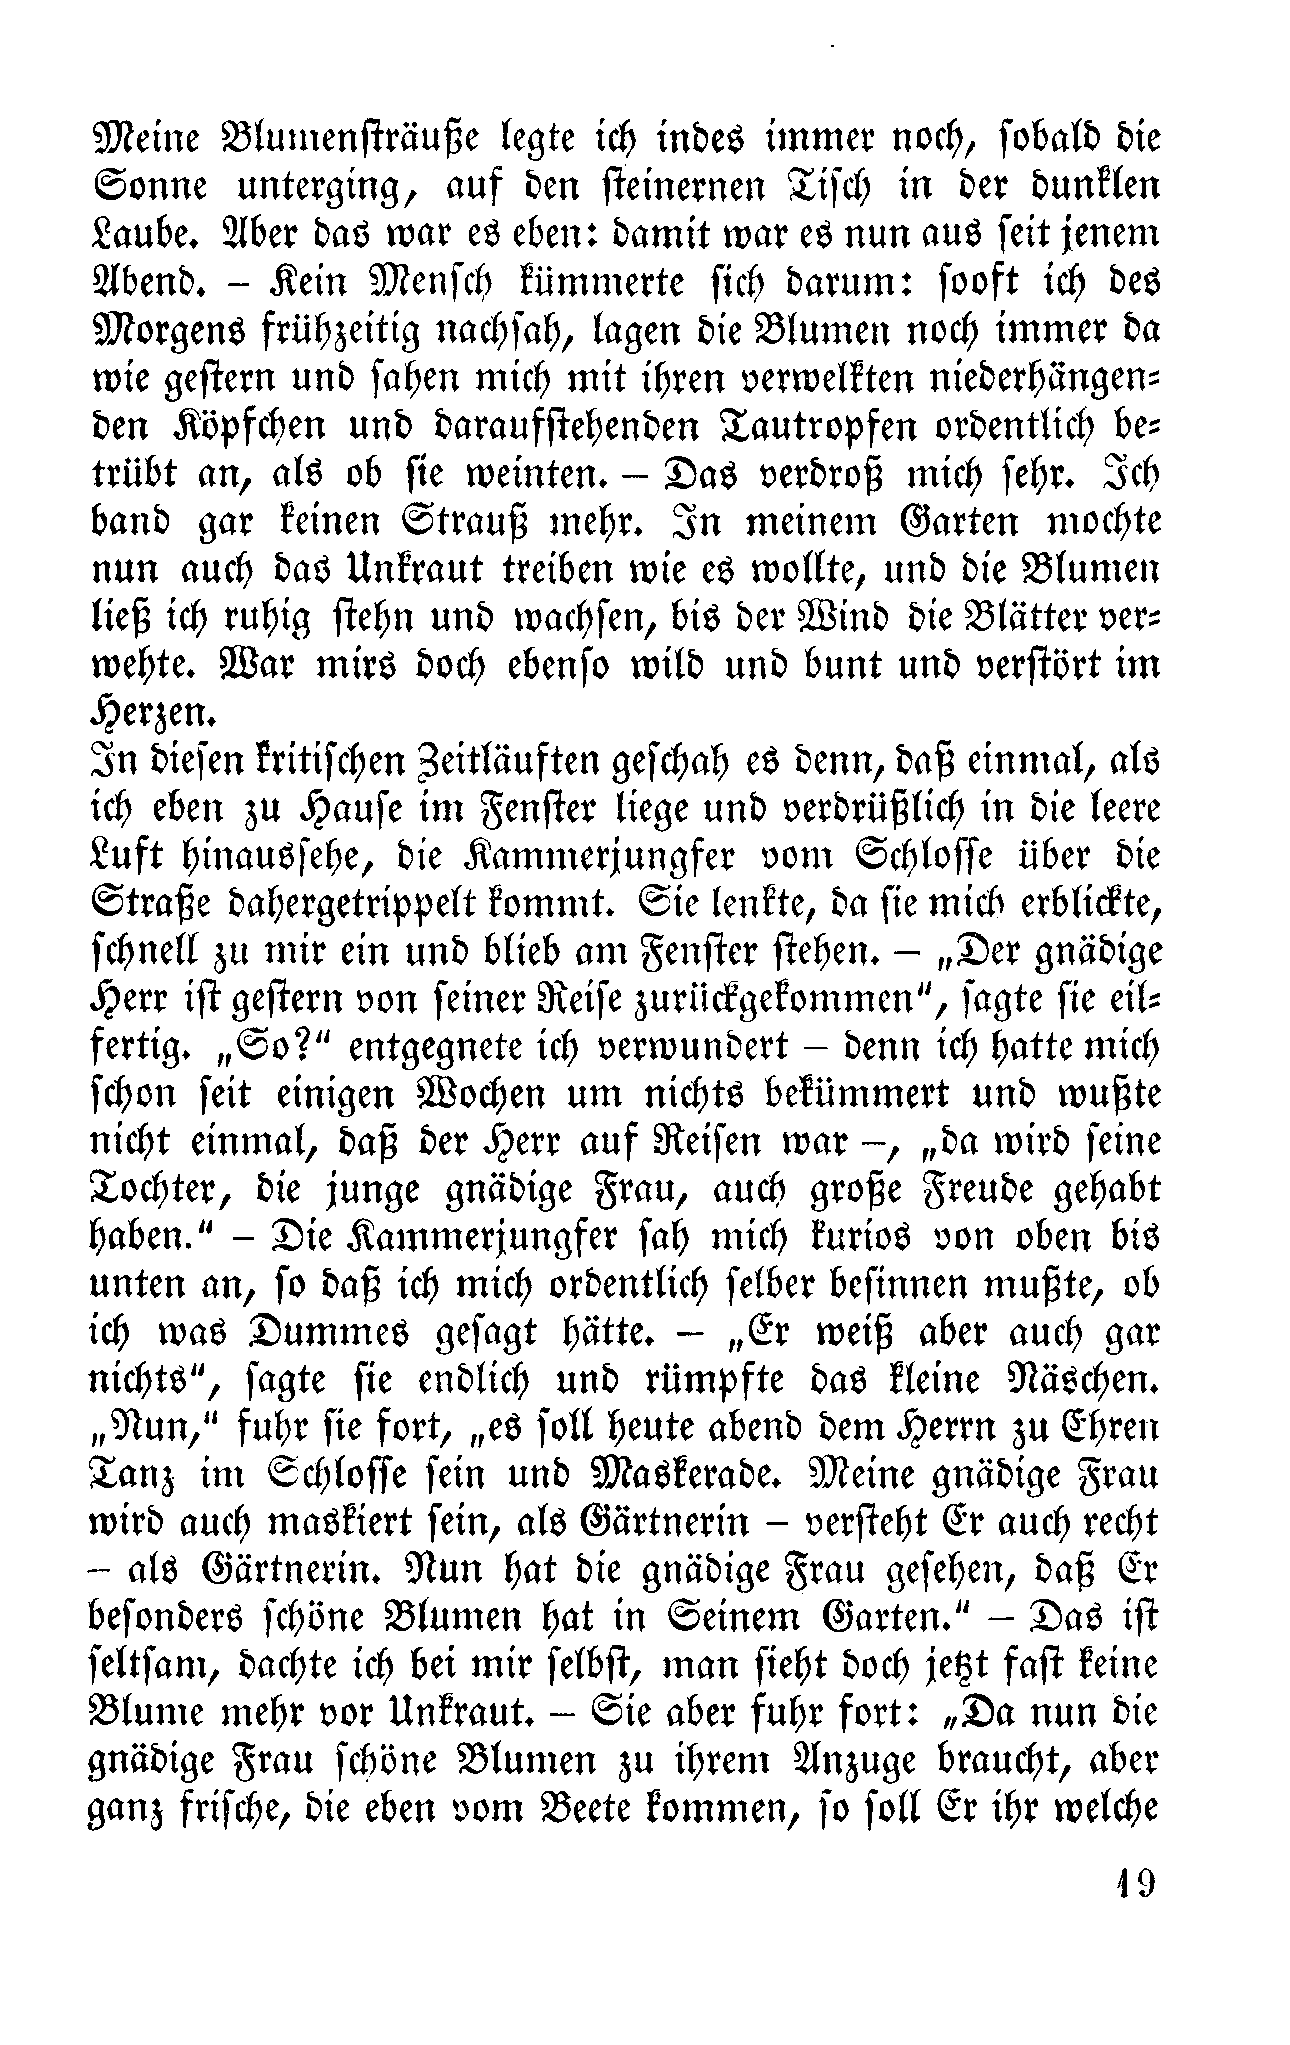 Meine Blumensträuße legte ich indes immer noch, sobald die
Sonne unterging, auf den steinernen Tisch in der dunklen
Laube. Aber das war es eben: damit war es nun aus seit jenem
Abend. – Kein Mensch kümmerte sich darum: sooft ich des
Morgens frühzeitig nachsah, lagen die Blumen noch immer da
wie gestern und sahen mich mit ihren verwelkten niederhängen-
den Köpfchen und daraufstehenden Tautropfen ordentlich be-
trübt an, als ob sie weinten. – Das verdroß mich sehr. Ich
band gar keinen Strauß mehr. In meinem Garten mochte
nun auch das Unkraut treiben wie es wollte, und die Blumen
ließ ich ruhig stehn und wachsen, bis der Wind die Blätter ver-
wehte. War mirs doch ebenso wild und bunt und verstört im
Herzen.
In diesen kritischen Zeitläuften geschah es denn, daß einmal, als
ich eben zu Hause im Fenster liege und verdrüßlich in die leere
Luft hinaussehe, die Kammerjungfer vom Schlosse über die
Straße dahergetrippelt kommt. Sie lenkte, da sie mich erblickte,
schnell zu mir ein und blieb am Fenster stehen. – „Der gnädige
Herr ist gestern von seiner Reise zurückgekommen“, sagte sie eil-
fertig. „So?“ entgegnete ich verwundert – denn ich hatte mich
schon seit einigen Wochen um nichts bekümmert und wußte
nicht einmal, daß der Herr auf Reisen war –, „da wird seine
Tochter, die junge gnädige Frau, auch große Freude gehabt
haben.“ – Die Kammerjungfer sah mich kurios von oben bis
unten an, so daß ich mich ordentlich selber besinnen mußte, ob
ich was Dummes gesagt hätte. – „Er weiß aber auch gar
nichts“, sagte sie endlich und rümpfte das kleine Näschen.
„Nun,“ fuhr sie fort, „es soll heute abend dem Herrn zu Ehren
Tanz im Schlosse sein und Maskerade. Meine gnädige Frau
wird auch maskiert sein, als Gärtnerin – versteht Er auch recht
– als Gärtnerin. Nun hat die gnädige Frau gesehen, daß Er
besonders schöne Blumen hat in Seinem Garten.“ – Das ist
seltsam, dachte ich bei mir selbst, man sieht doch jetzt fast keine
Blume mehr vor Unkraut. – Sie aber fuhr fort: „Da nun die
gnädige Frau schöne Blumen zu ihrem Anzuge braucht, aber
ganz frische, die eben vom Beete kommen, so soll Er ihr welche
19